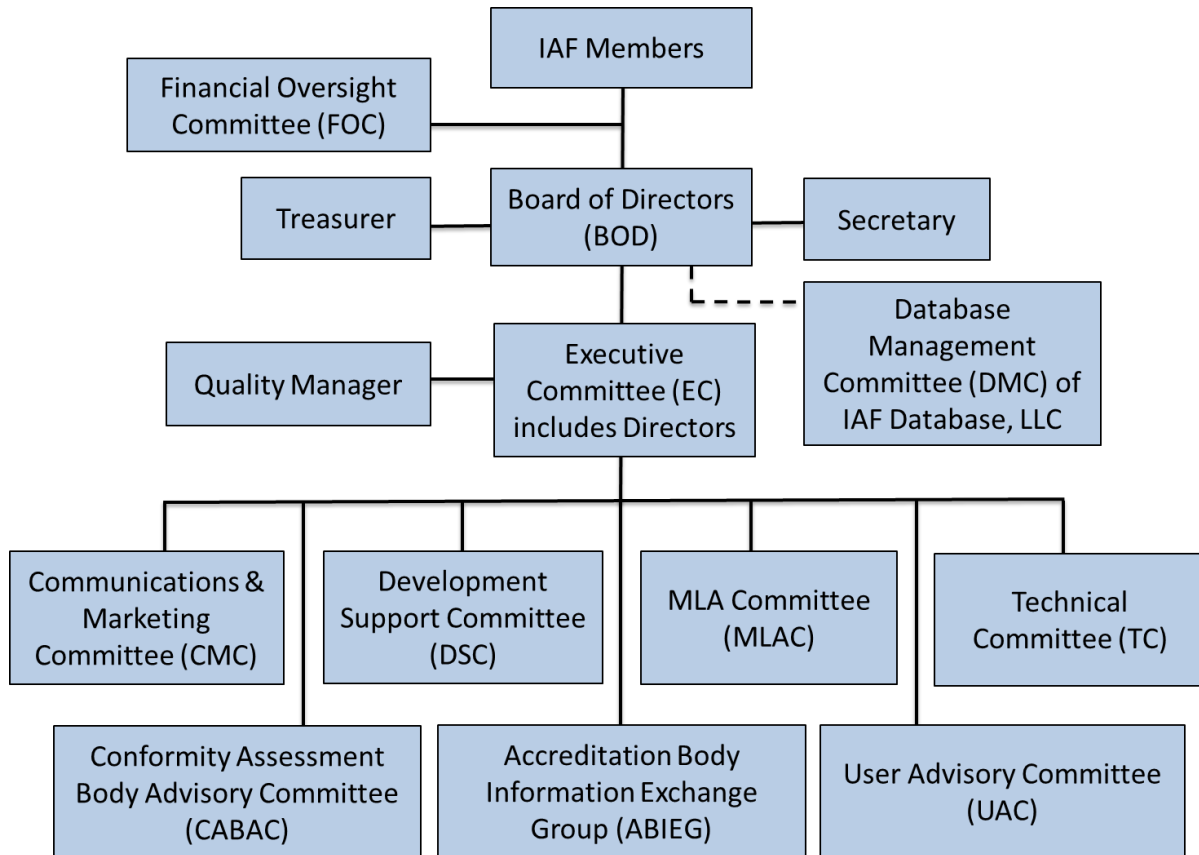 IAF Members
Financial Oversight
Committee (FOC)
Board of Directors
(BOD)
Treasurer
Secretary
Database
Management
Committee (DMC) of
IAF Database, LLC
Executive
Committee (EC)
includes Directors
Quality Manager
Communications &
Marketing
Committee (CMC)
Development
Support Committee
(DSC)
MLA Committee
(MLAC)
Technical
Committee (TC)
Conformity Assessment
Body Advisory Committee
(CABAC)
Accreditation Body
Information Exchange
Group (ABIEG)
User Advisory Committee
(UAC)